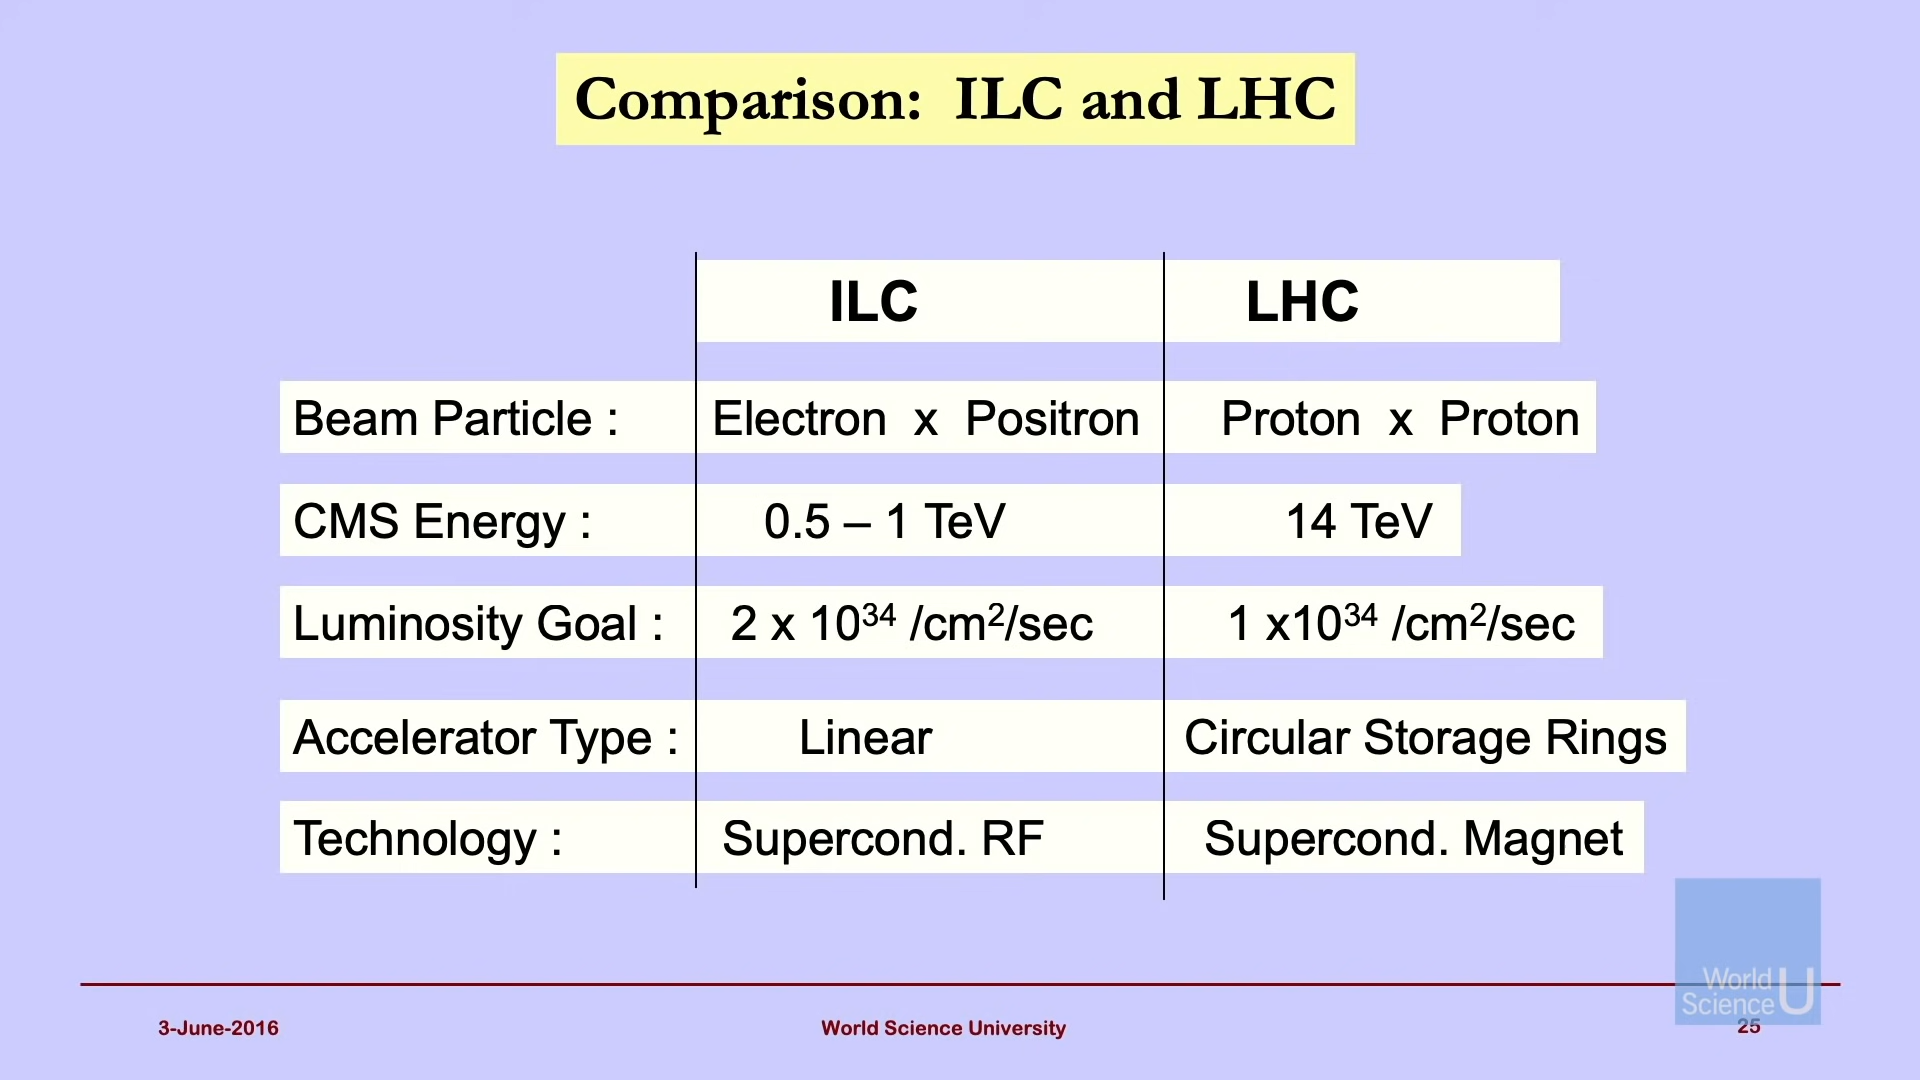 Comparison: ILC and LHC
ILC LHC
Beam Particle : Electron x Positron Proton x Proton
CMS Energy : 0.5 – 1 TeV 14 TeV
Luminosity Goal : 2 x 10³⁴ /cm²/sec 1 x10³⁴ /cm²/sec
Accelerator Type : Linear Circular Storage Rings
Technology : Supercond. RF Supercond. Magnet
World
Science U
3-June-2016 World Science University 25